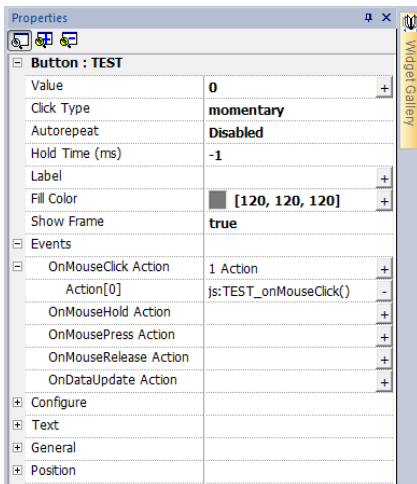 Properties
Button : TEST
Value 0 +
Click Type momentary
Autorepeat Disabled
Hold Time (ms) -1
Label +
Fill Color [120, 120, 120] +
Show Frame true
Events
OnMouseClick Action 1 Action +
Action[0] js:TEST_onMouseClick() -
OnMouseHold Action +
OnMousePress Action +
OnMouseRelease Action +
OnDataUpdate Action +
Configure
Text
General
Position
Widget Gallery